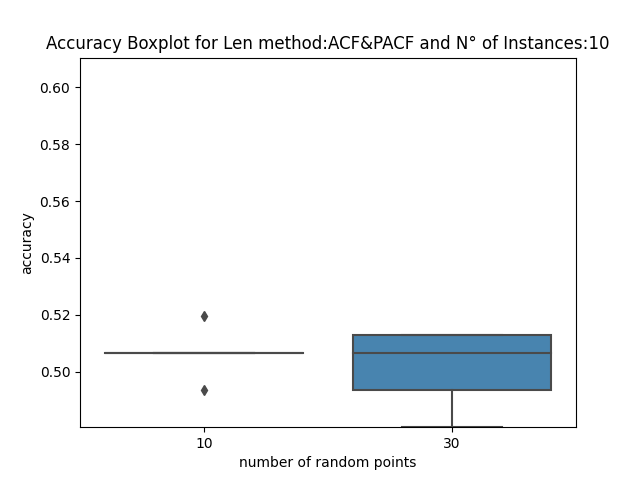 Accuracy Boxplot for Len method:ACF&PACF and N° of Instances:10
0.60
0.58
0.56
0.54
0.52
0.50
accuracy
10 30
number of random points